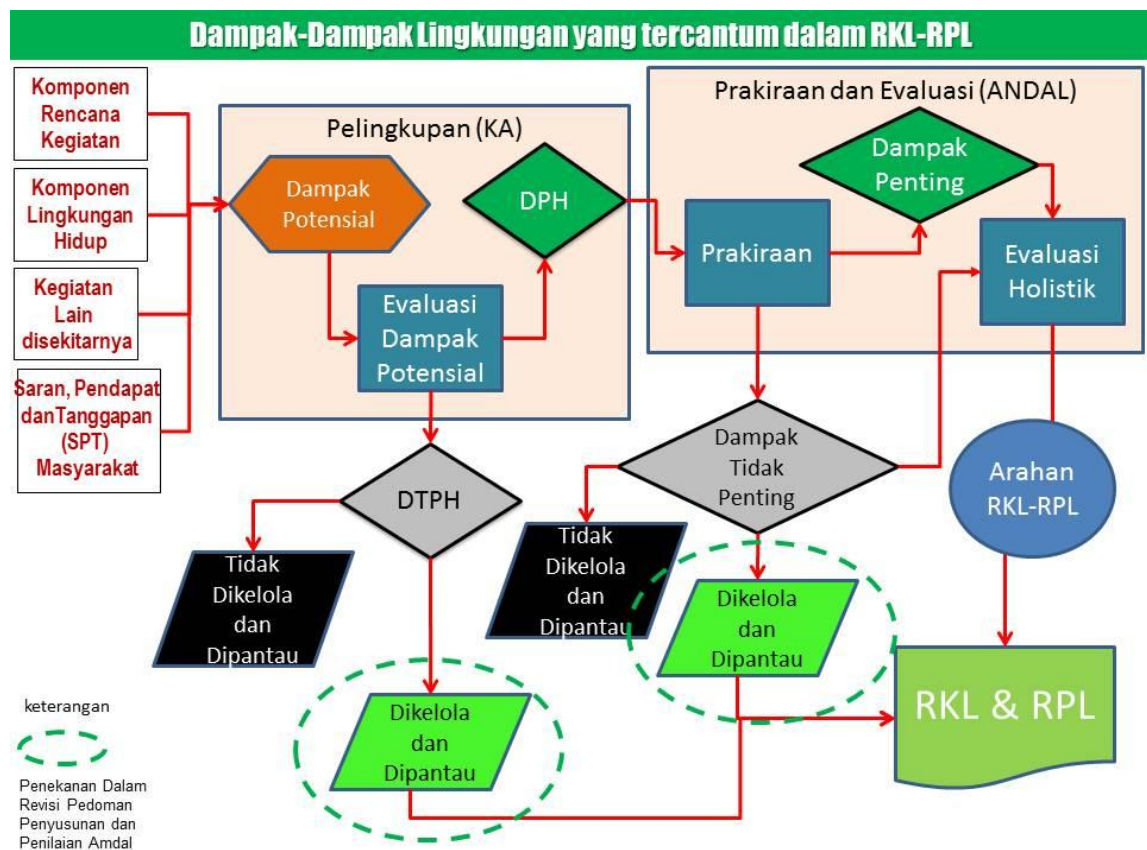 Dampak-Dampak Lingkungan yang tercantum dalam RKL-RPL
Komponen
Rencana
Kegiatan
Komponen
Lingkungan
Hidup
Kegiatan
Lain
disekitarnya
Saran, Pendapat
danTanggapan
(SPT)
Masyarakat
Pelingkupan (KA)
Dampak
Potensial
Evaluasi
Dampak
Potensial
DPH
DTPH
Tidak
Dikelola
dan
Dipantau
Dikelola
dan
Dipantau
Prakiraan dan Evaluasi (ANDAL)
Prakiraan
Dampak
Penting
Evaluasi
Holistik
Dampak
Tidak
Penting
Tidak
Dikelola
dan
Dipantau
Dikelola
dan
Dipantau
Arahan
RKL-RPL
RKL & RPL
keterangan
Penekanan Dalam
Revisi Pedoman
Penyusunan dan
Penilaian Amdal